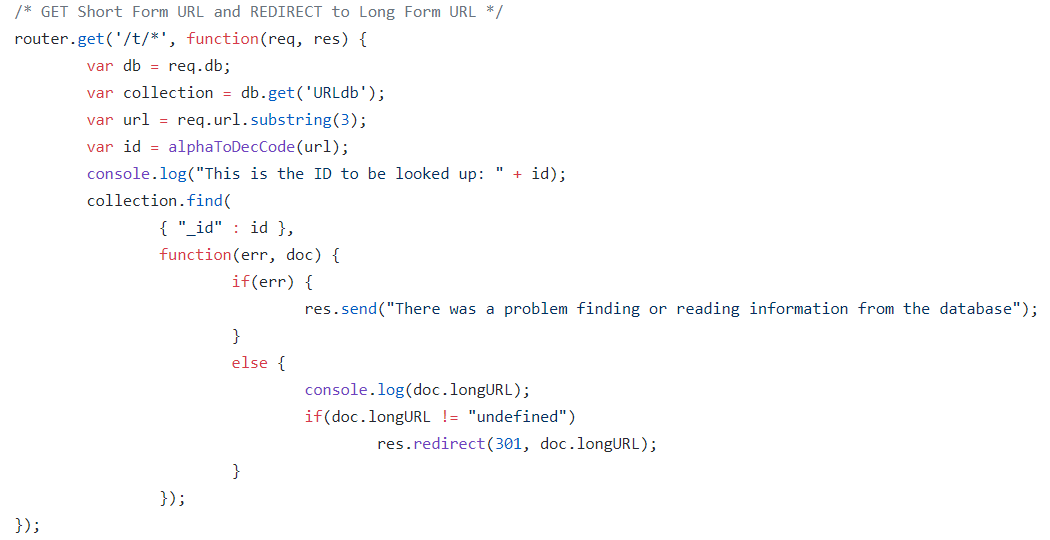 /* GET Short Form URL and REDIRECT to Long Form URL */
router.get('/t/*', function(req, res) {
        var db = req.db;
        var collection = db.get('URLdb');
        var url = req.url.substring(3);
        var id = alphaToDecCode(url);
        console.log("This is the ID to be looked up: " + id);
        collection.find(
                { "_id" : id },
                function(err, doc) {
                        if(err) {
                                res.send("There was a problem finding or reading information from the database");
                        }
                        else {
                                console.log(doc.longURL);
                                if(doc.longURL != "undefined")
                                        res.redirect(301, doc.longURL);
                        }
                });
});